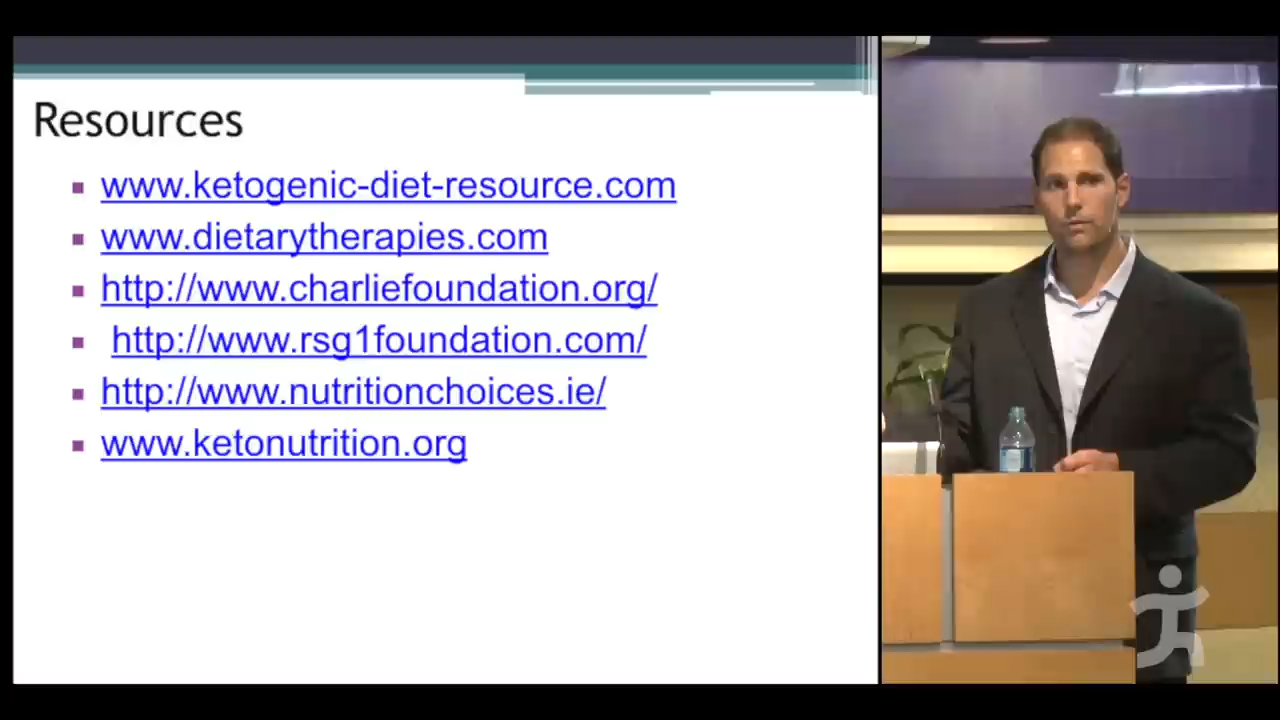 Resources
www.ketogenic-diet-resource.com
www.dietarytherapies.com
http://www.charliefoundation.org/
http://www.rsg1foundation.com/
http://www.nutritionchoices.ie/
www.ketonutrition.org